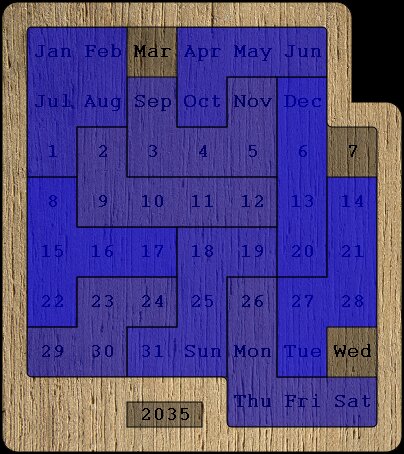 Jan Feb Mar Apr May Jun
Jul Aug Sep Oct Nov Dec
1 2 3 4 5 6 7
8 9 10 11 12 13 14
15 16 17 18 19 20 21
22 23 24 25 26 27 28
29 30 31 Sun Mon Tue Wed
Thu Fri Sat
2035